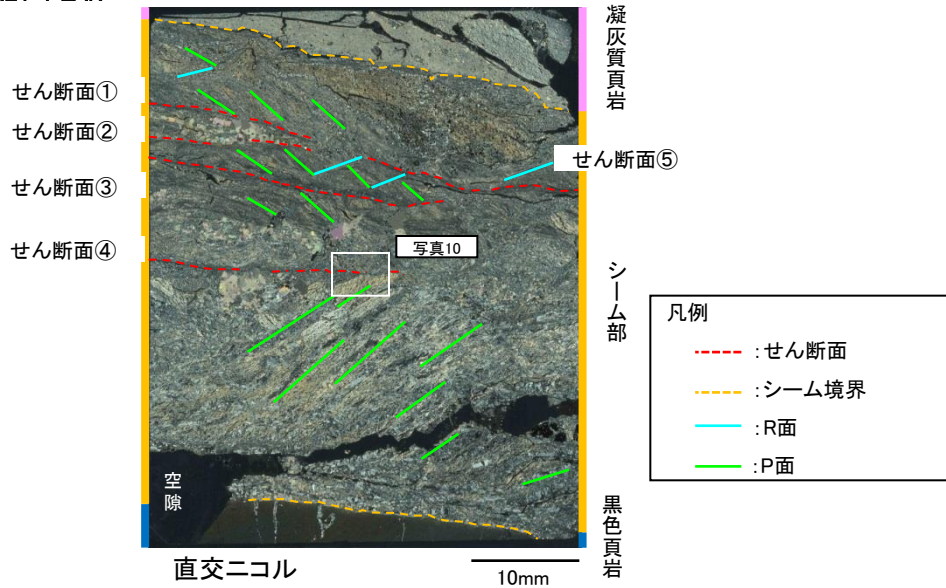 凝灰質頁岩
せん断面①
せん断面②
せん断面⑤
せん断面③
写真10
せん断面④
シーム部
凡例
:せん断面
:シーム境界
:R面
:P面
空隙
黒色頁岩
直交ニコル
10mm